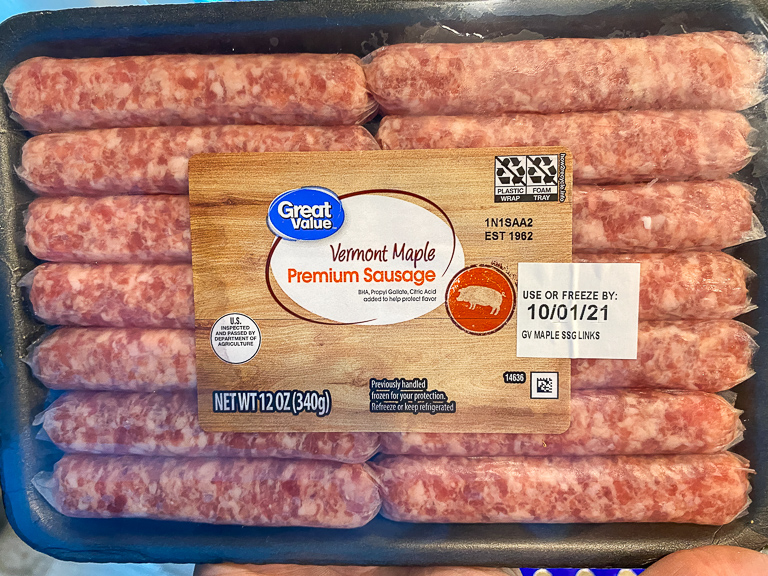 how2recycle.info
PLASTIC WRAP
FOAM TRAY
1N1SAA2
EST 1962
Great Value
Vermont Maple
Premium Sausage
BHA, Propyl Gallate, Citric Acid
added to help protect flavor
USE OR FREEZE BY:
10/01/21
GV MAPLE SSG LINKS
U.S.
INSPECTED
AND PASSED BY
DEPARTMENT OF
AGRICULTURE
14636
NET WT 12 OZ (340g)
Previously handled
frozen for your protection.
Refreeze or keep refrigerated